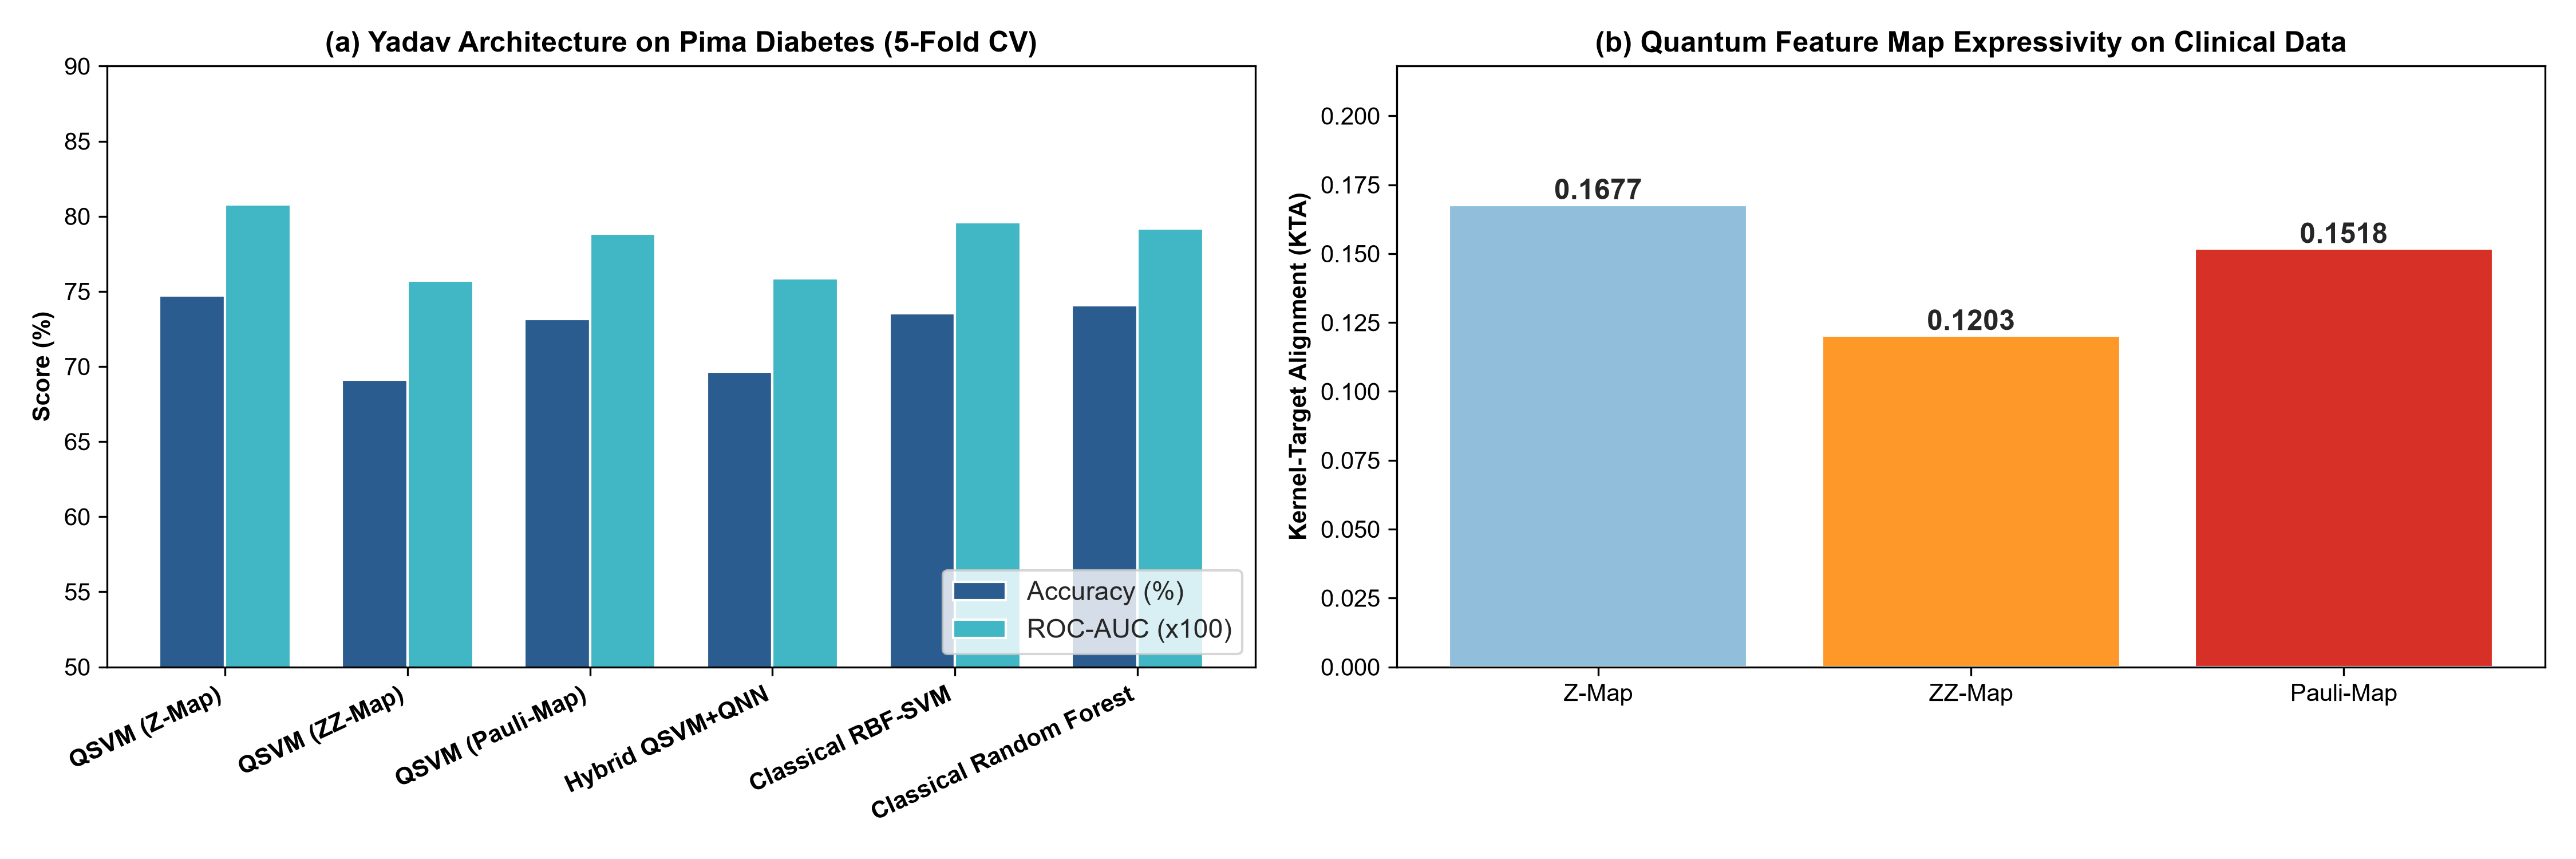 (a) Yadav Architecture on Pima Diabetes (5-Fold CV)
Score (%)
90
85
80
75
70
65
60
55
50
Accuracy (%)
ROC-AUC (x100)
QSVM (Z-Map)
QSVM (ZZ-Map)
QSVM (Pauli-Map)
Hybrid QSVM+QNN
Classical RBF-SVM
Classical Random Forest
(b) Quantum Feature Map Expressivity on Clinical Data
Kernel-Target Alignment (KTA)
0.200
0.175
0.150
0.125
0.100
0.075
0.050
0.025
0.000
0.1677
0.1203
0.1518
Z-Map
ZZ-Map
Pauli-Map